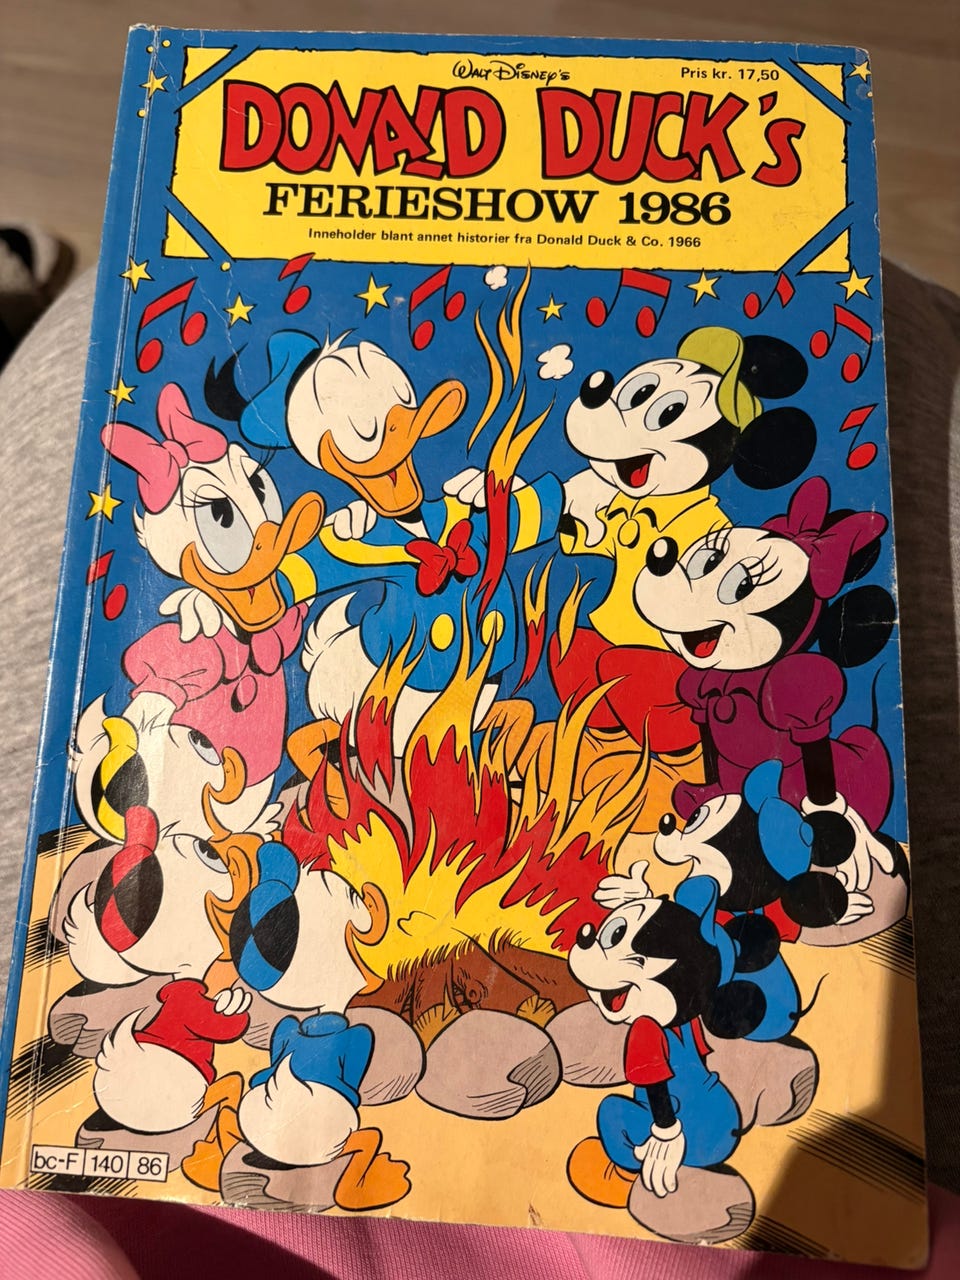 Walt Disney's
Pris kr. 17,50
DONALD DUCK's
FERIESHOW 1986
Inneholder blant annet historier fra Donald Duck & Co. 1966
bc-F 140 86